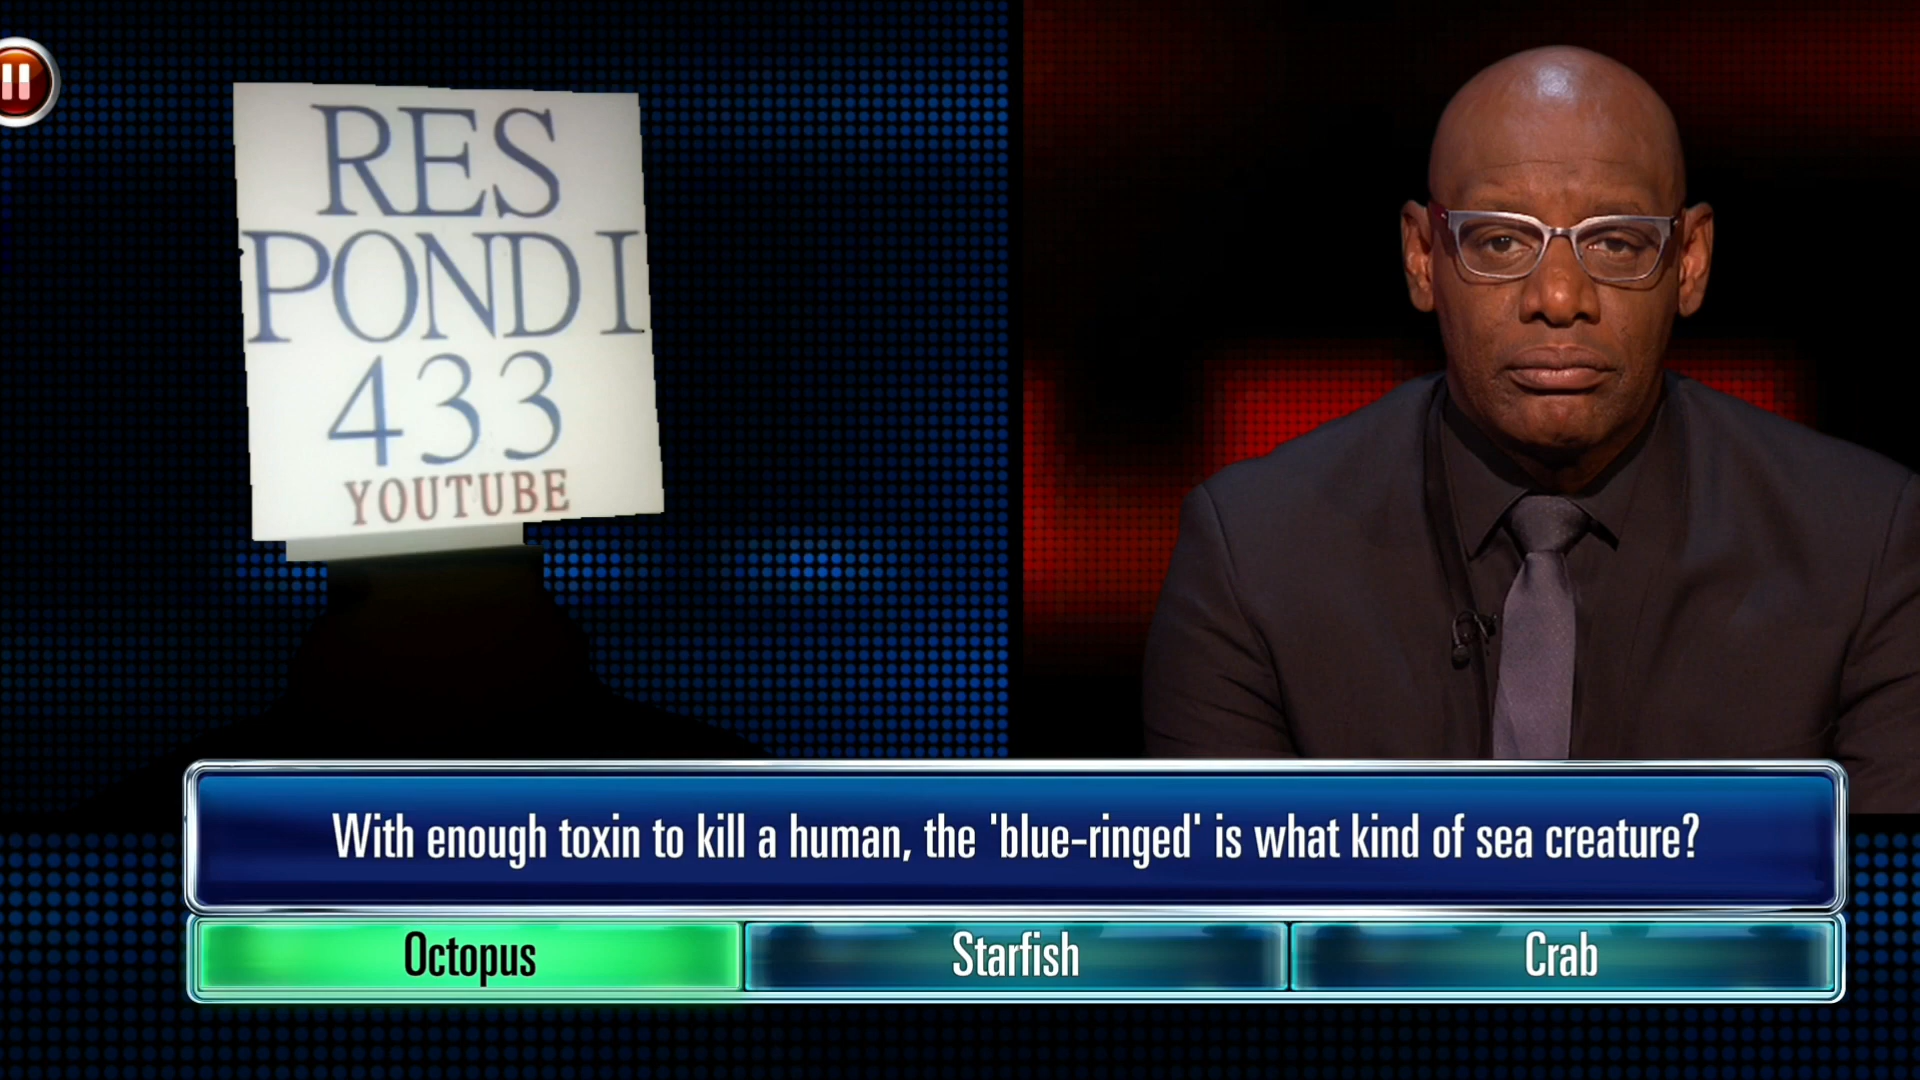 RES
POND I
433
YOUTUBE
With enough toxin to kill a human, the 'blue-ringed' is what kind of sea creature?
Octopus
Starfish
Crab